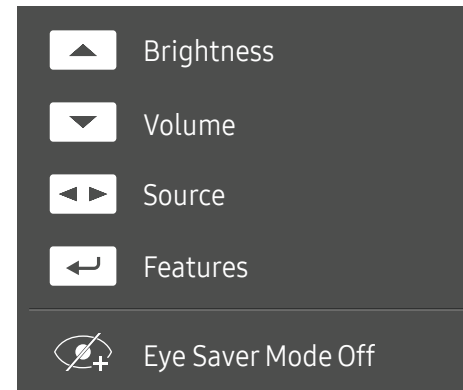 Brightness
Volume
Source
Features
Eye Saver Mode Off